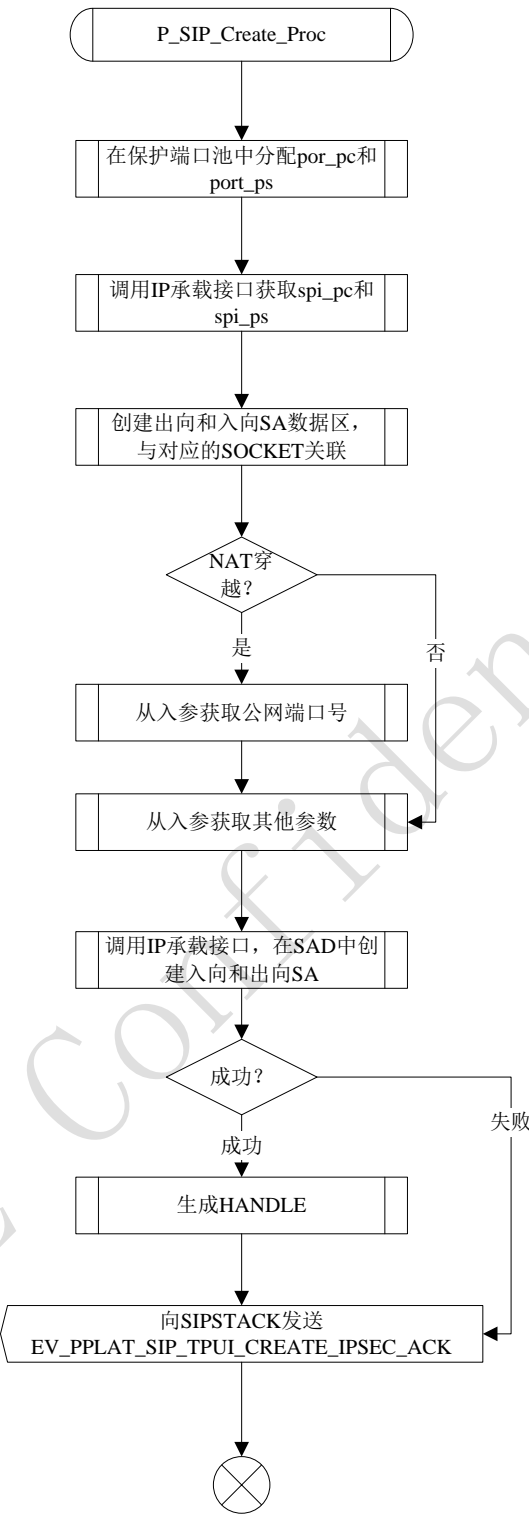 P_SIP_Create_Proc
在保护端口池中分配por_pc和
port_ps
调用IP承载接口获取spi_pc和
spi_ps
创建出向和入向SA数据区，
与对应的SOCKET关联
NAT穿
越？
是
否
从入参获取公网端口号
从入参获取其他参数
调用IP承载接口，在SAD中创
建入向和出向SA
成功？
失败
成功
生成HANDLE
向SIPSTACK发送
EV_PPLAT_SIP_TPUI_CREATE_IPSEC_ACK
Confiden